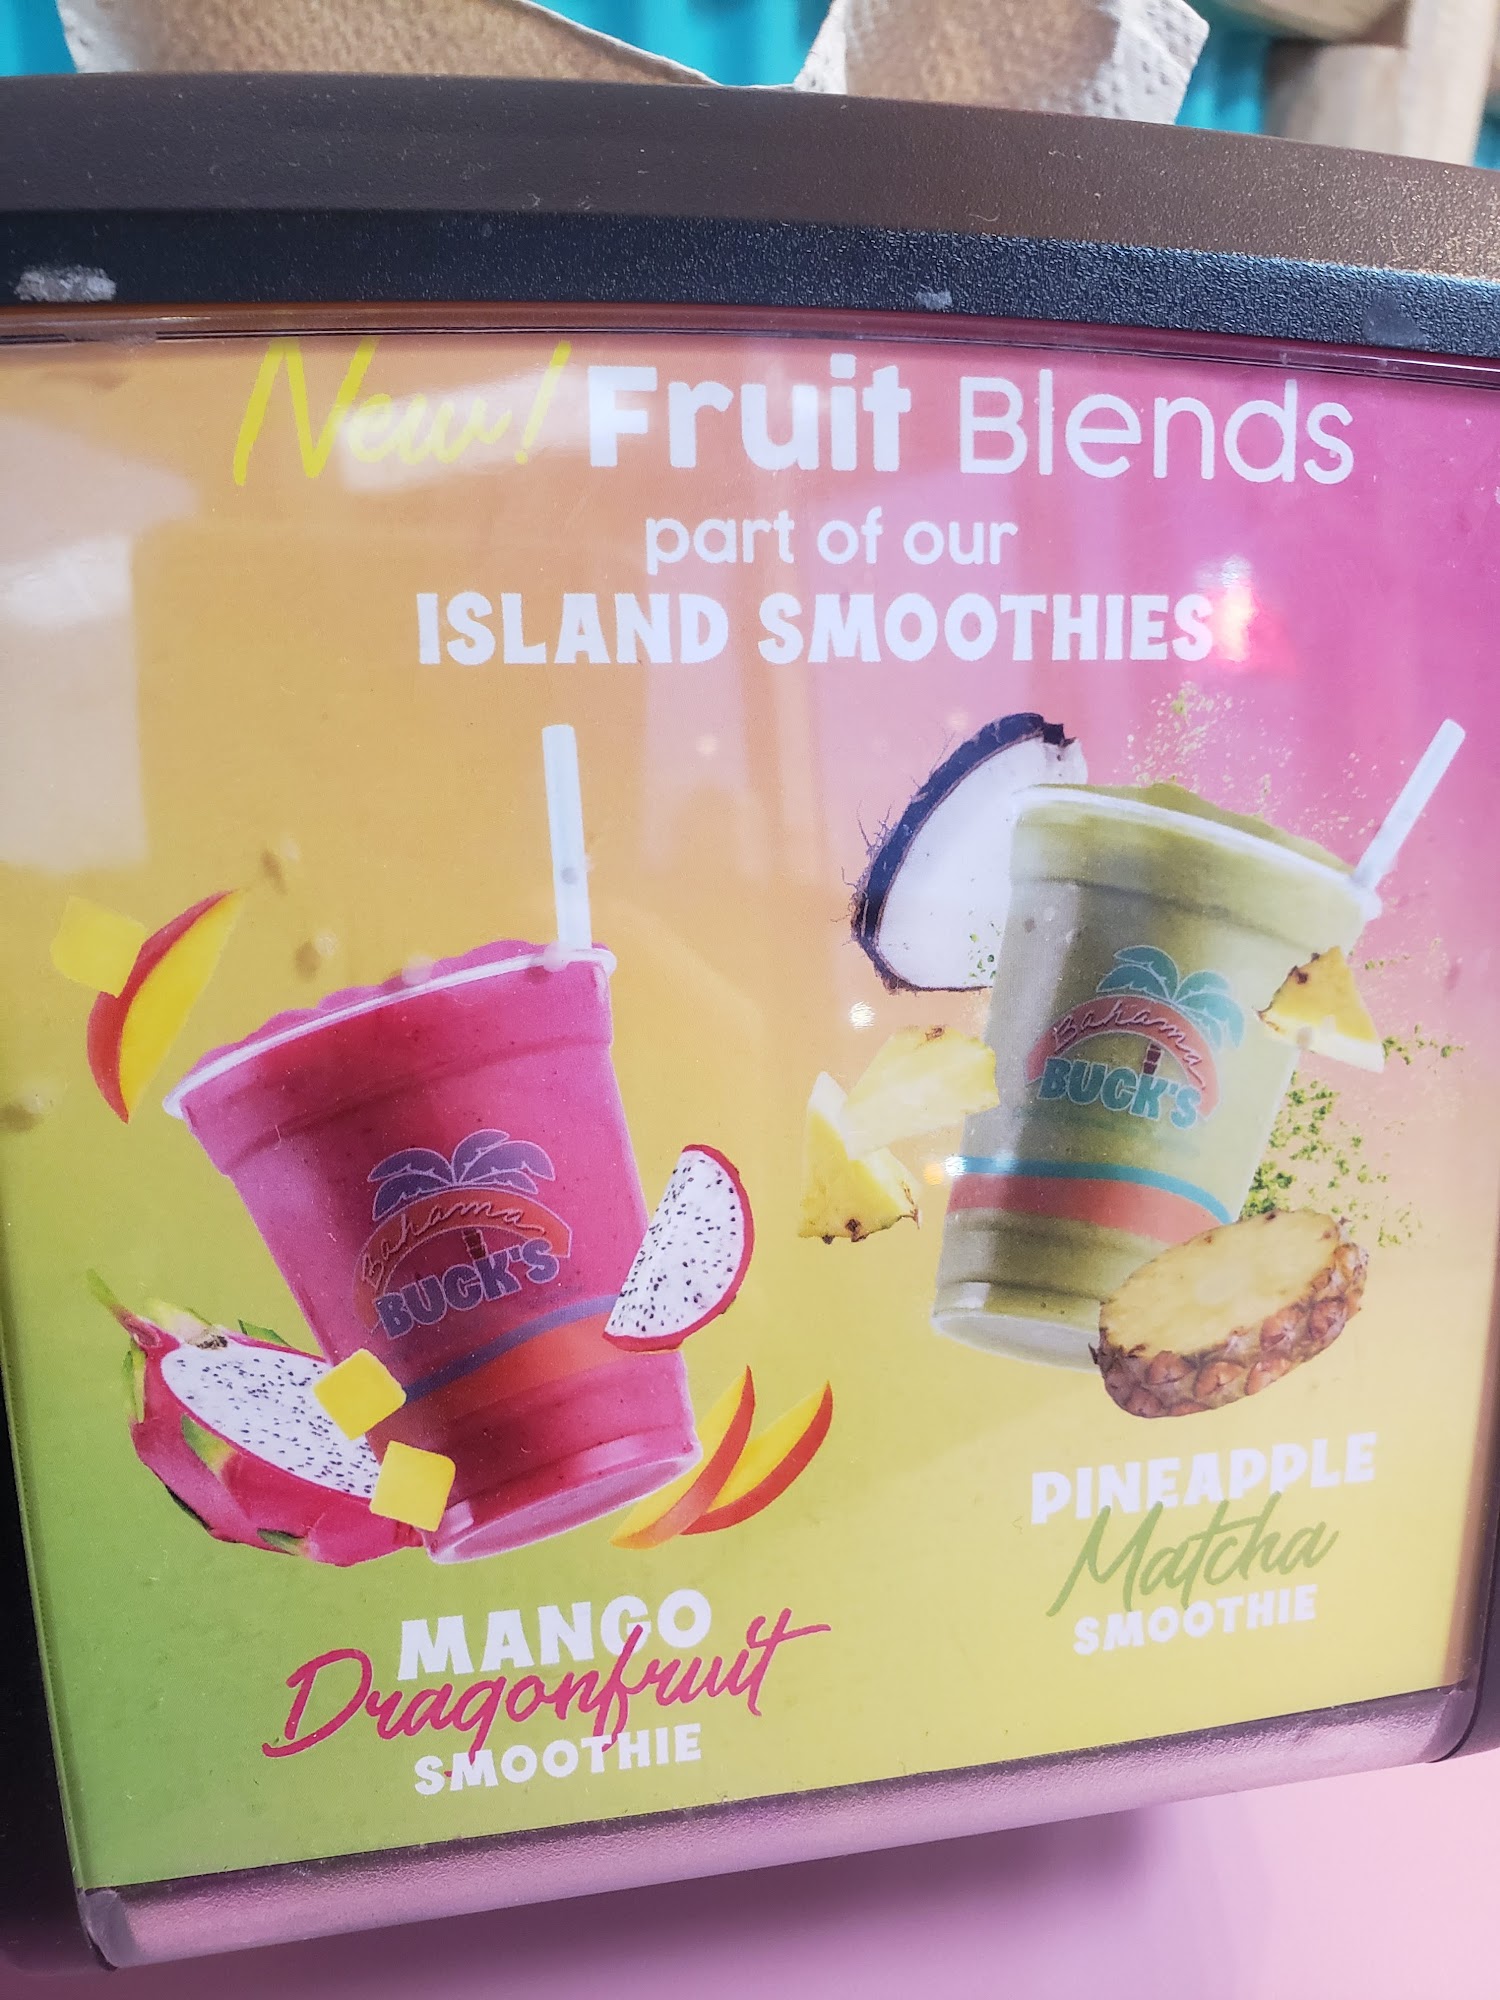 New! Fruit Blends
part of our
ISLAND SMOOTHIES
Bahama
BUCK'S
Bahama
BUCK'S
PINEAPPLE
Matcha
SMOOTHIE
MANGO
Dragonfruit
SMOOTHIE